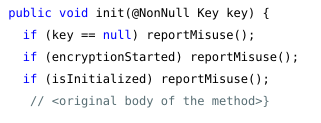 public void init(@NonNull Key key) {
if (key == null) reportMisuse();
if (encryptionStarted) reportMisuse();
if (isInitialized) reportMisuse();
// <original body of the method>}